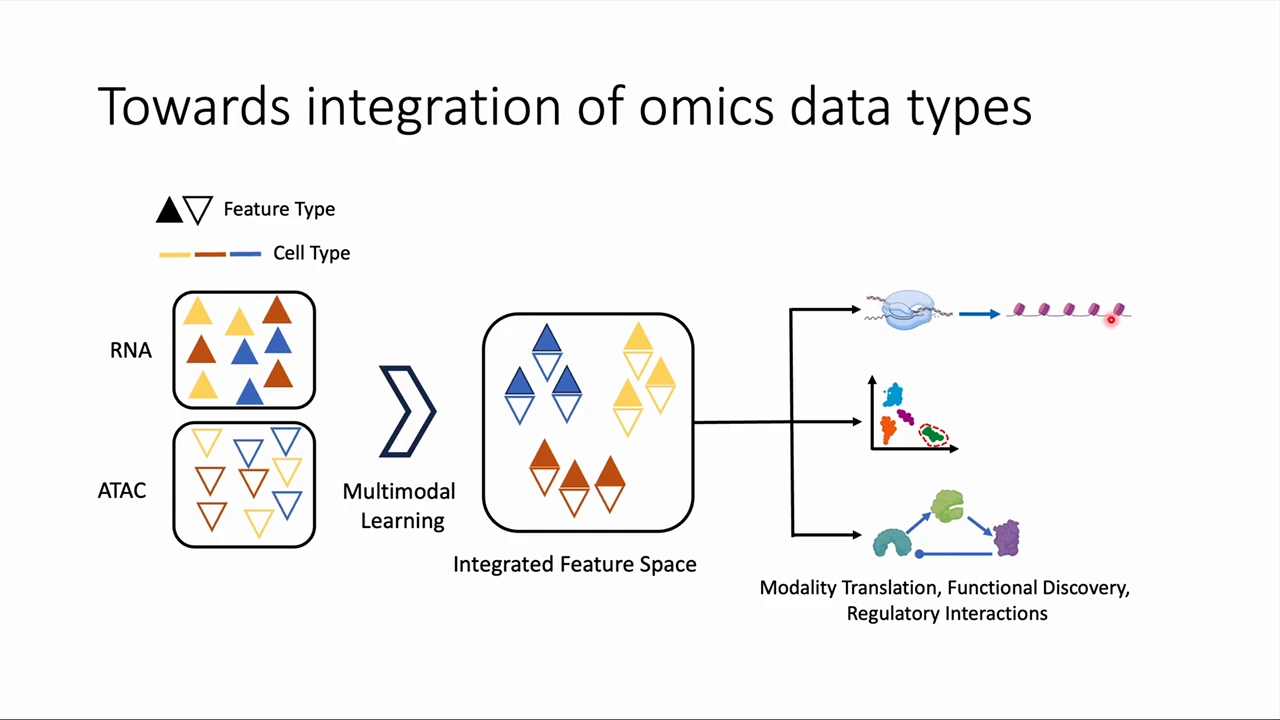 Towards integration of omics data types
Feature Type
Cell Type
RNA
ATAC
Multimodal
Learning
Integrated Feature Space
Modality Translation, Functional Discovery,
Regulatory Interactions